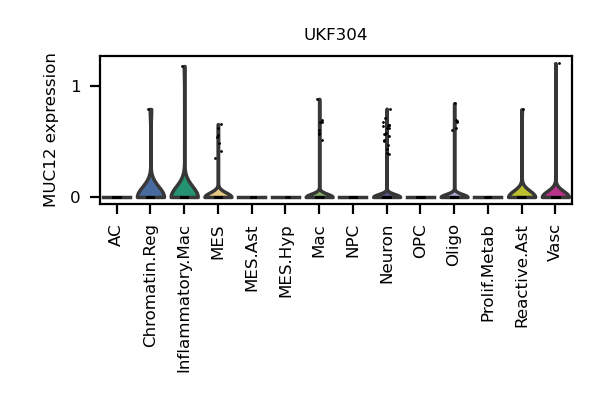 UKF304
MUC12 expression
1
0
AC
Chromatin.Reg
Inflammatory.Mac
MES
MES.Ast
MES.Hyp
Mac
NPC
Neuron
OPC
Oligo
Prolif.Metab
Reactive.Ast
Vasc